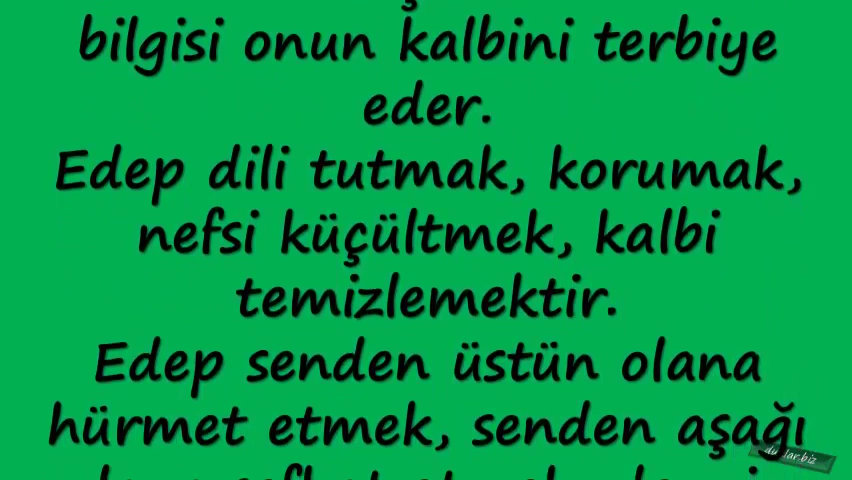 bilgisi onun kalbini terbiye
eder.
Edep dili tutmak, korumak,
nefsi küçültmek, kalbi
temizlemektir.
Edep senden üstün olana
hürmet etmek, senden aşağı